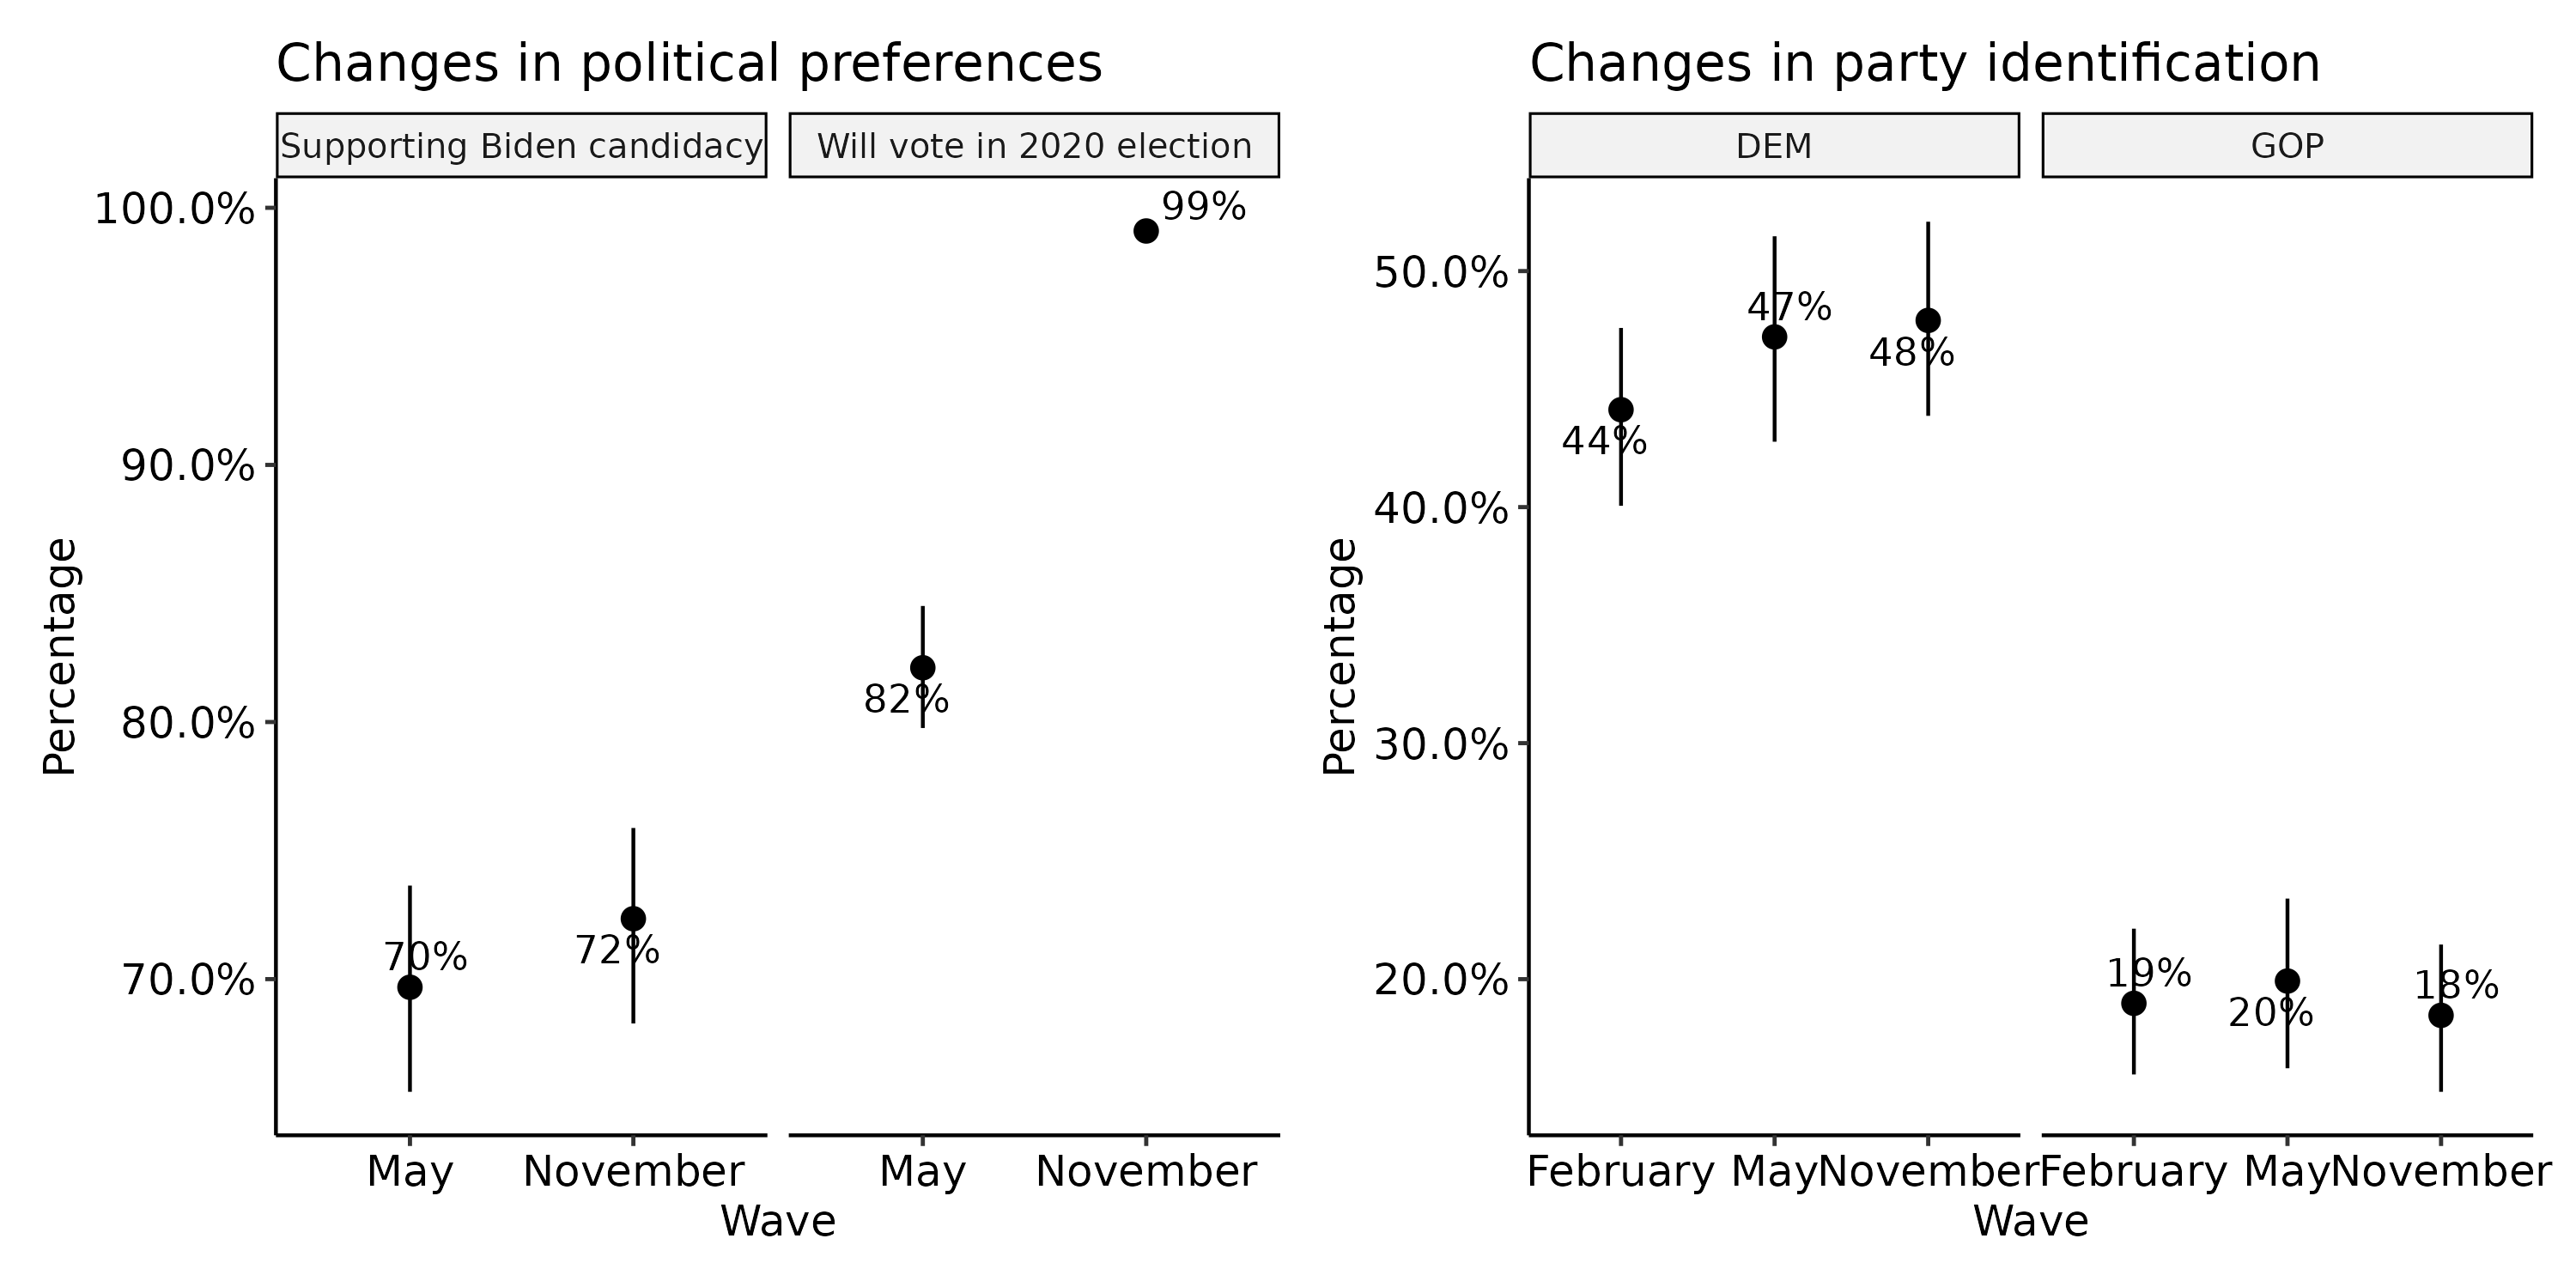 Changes in political preferences
Supporting Biden candidacy
Will vote in 2020 election
100.0%
90.0%
80.0%
70.0%
Percentage
70%
72%
82%
99%
May
November
May
November
Wave
Changes in party identification
DEM
GOP
50.0%
40.0%
30.0%
20.0%
Percentage
44%
47%
48%
19%
20%
18%
February
May
November
February
May
November
Wave